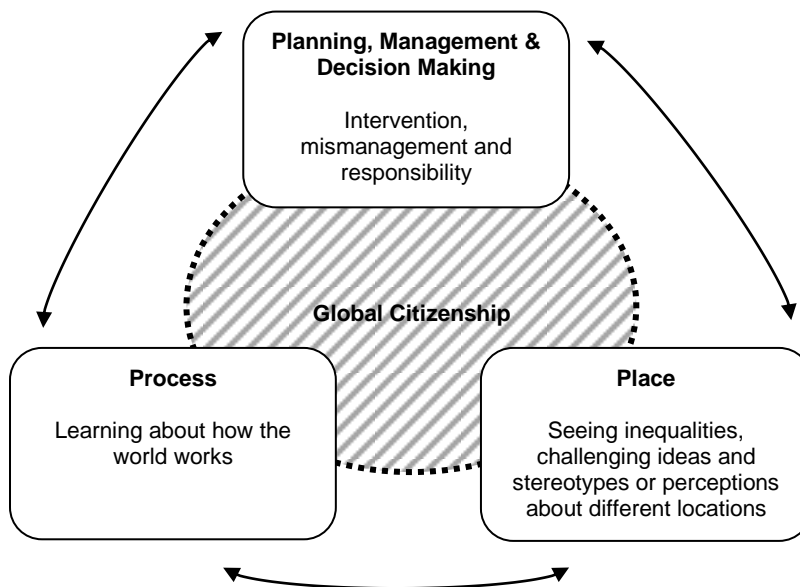 Planning, Management &
Decision Making
Intervention,
mismanagement and
responsibility
Global Citizenship
Process
Learning about how the
world works
Place
Seeing inequalities,
challenging ideas and
stereotypes or perceptions
about different locations